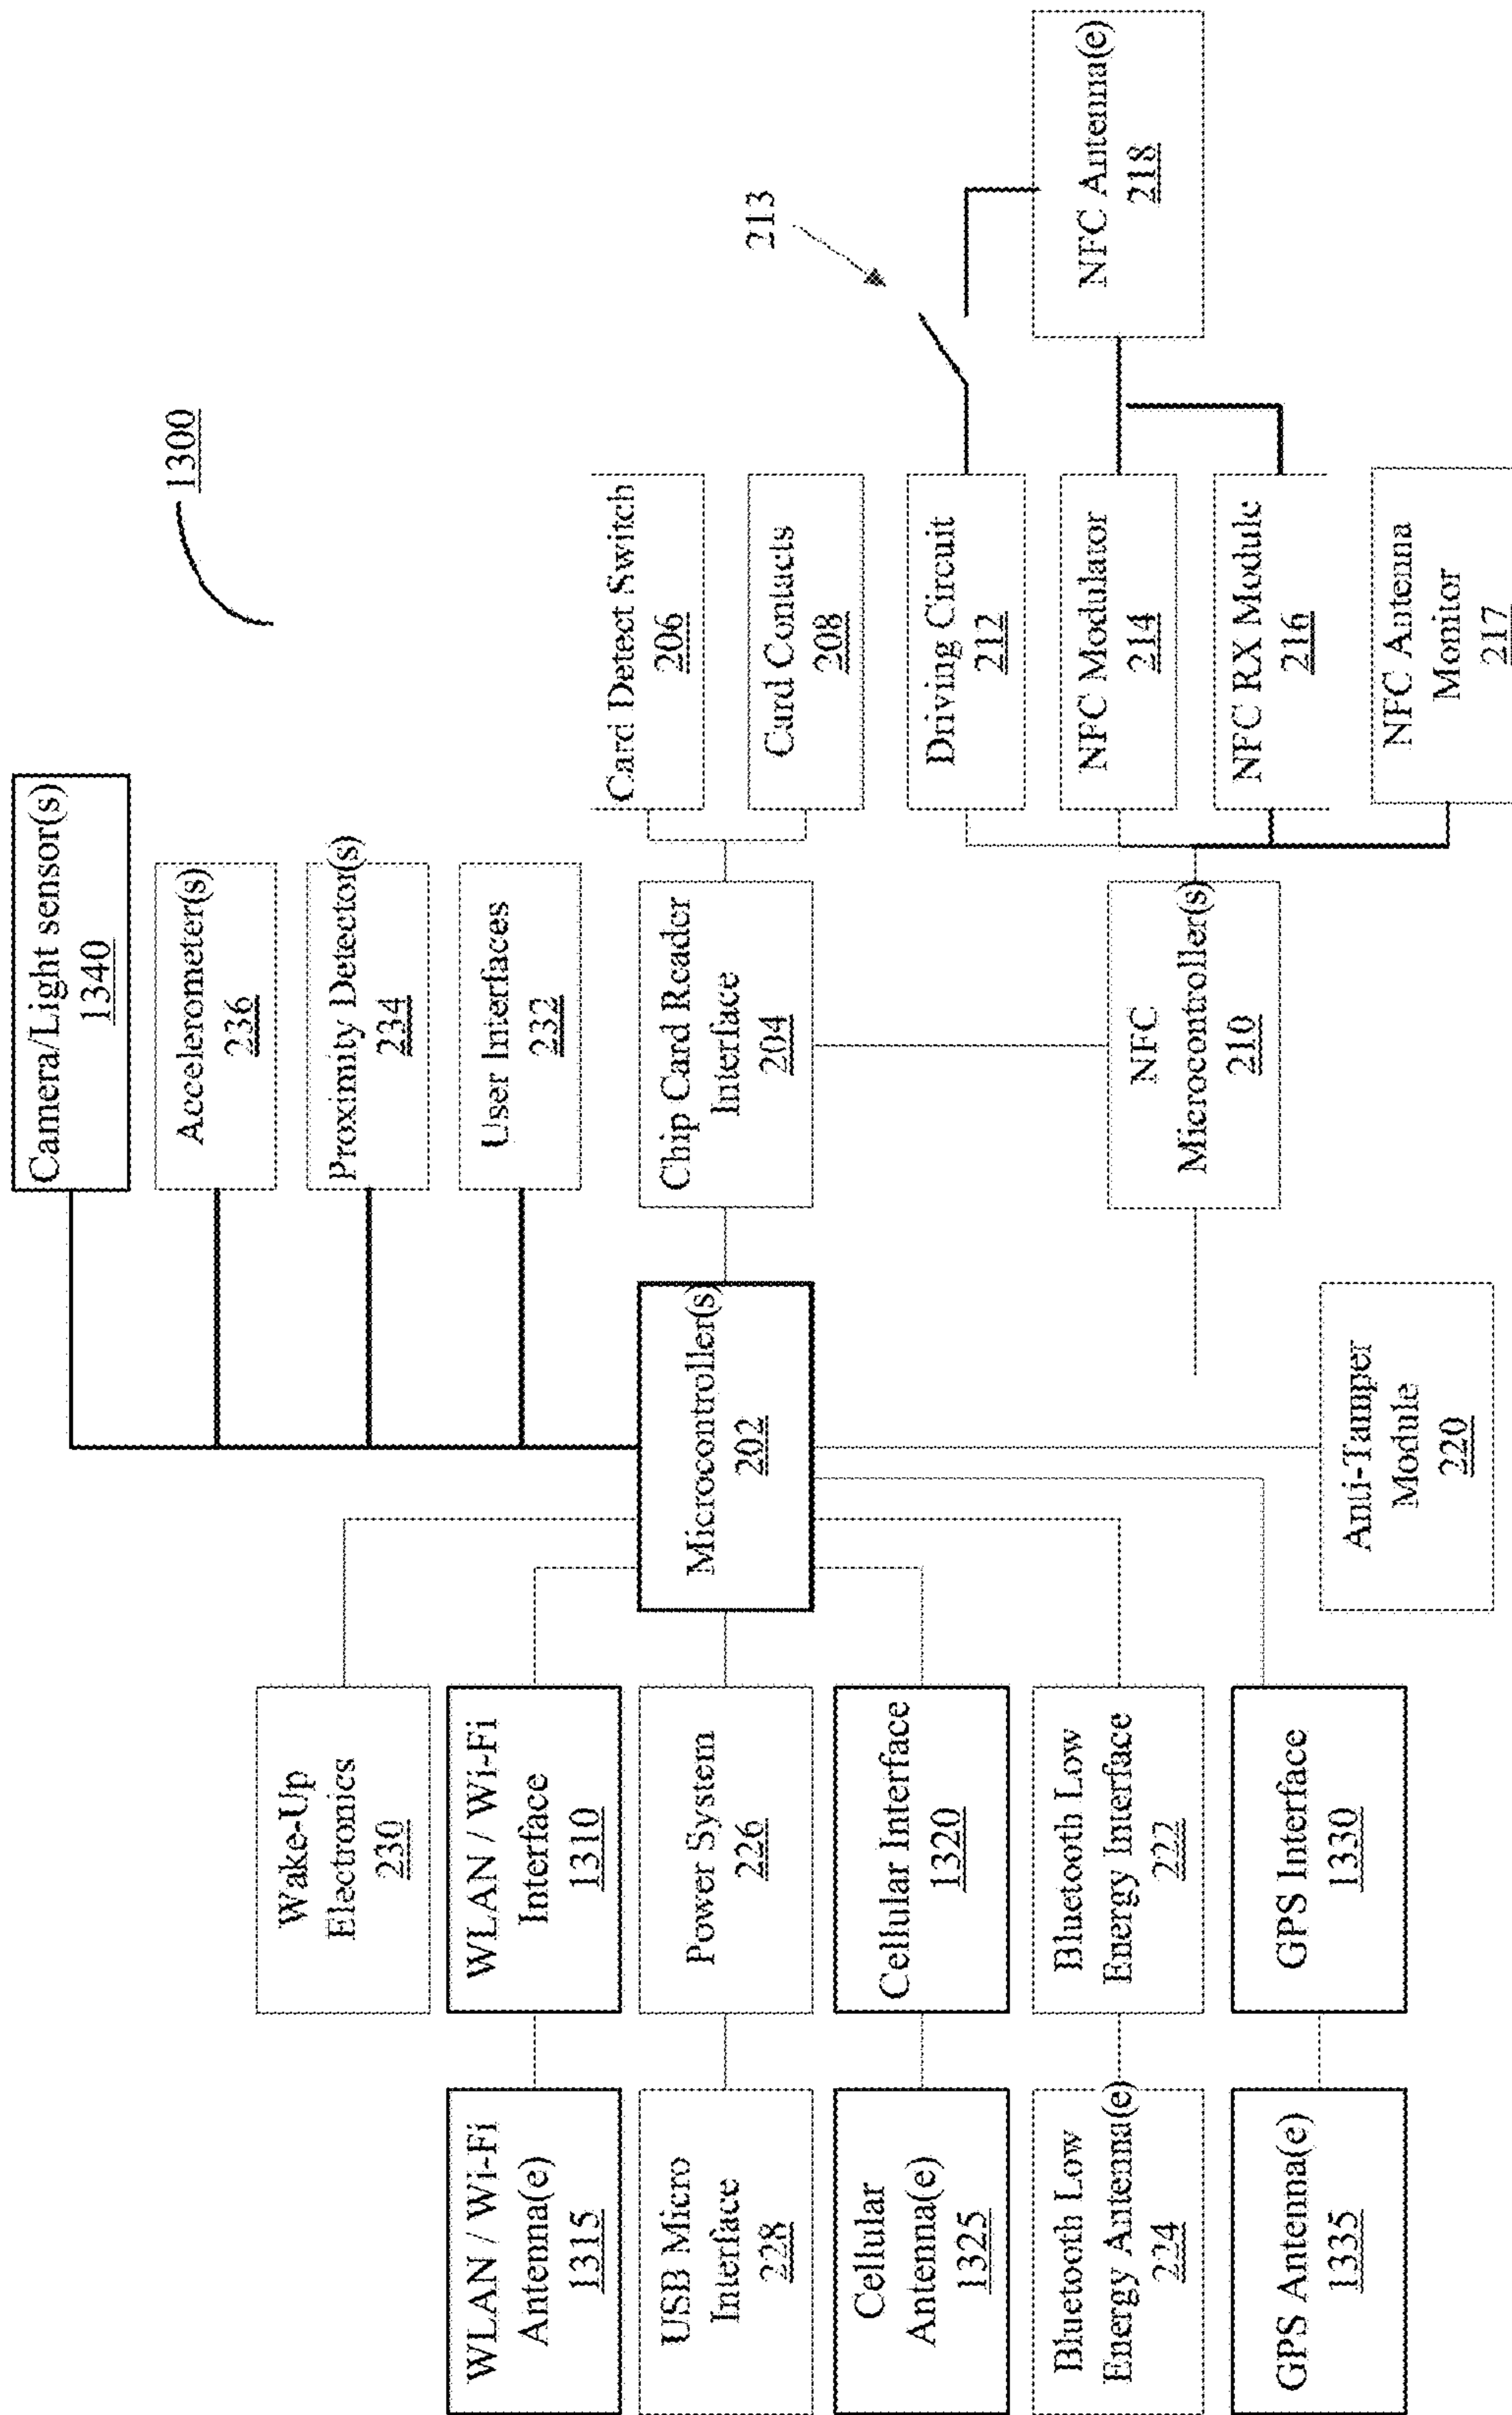 1300
Camera/Light sensor(s)
1340
Accelerometer(s)
236
Proximity Detector(s)
234
User Interfaces
232
Wake-Up
Electronics
230
WLAN / Wi-Fi
Antenna(e)
1315
WLAN / Wi-Fi
Interface
1310
USB Micro
Interface
228
Power System
226
Microcontroller(s)
202
Chip Card Reader
Interface
204
Card Detect Switch
206
Card Contacts
208
Cellular
Antenna(e)
1325
Cellular Interface
1320
Bluetooth Low
Energy Antenna(e)
224
Bluetooth Low
Energy Interface
222
GPS Antenna(e)
1335
GPS Interface
1330
Anti-Tamper
Module
220
NFC
Microcontroller(s)
210
Driving Circuit
212
213
NFC Modulator
214
NFC RX Module
216
NFC Antenna
Monitor
217
NFC Antenna(e)
218